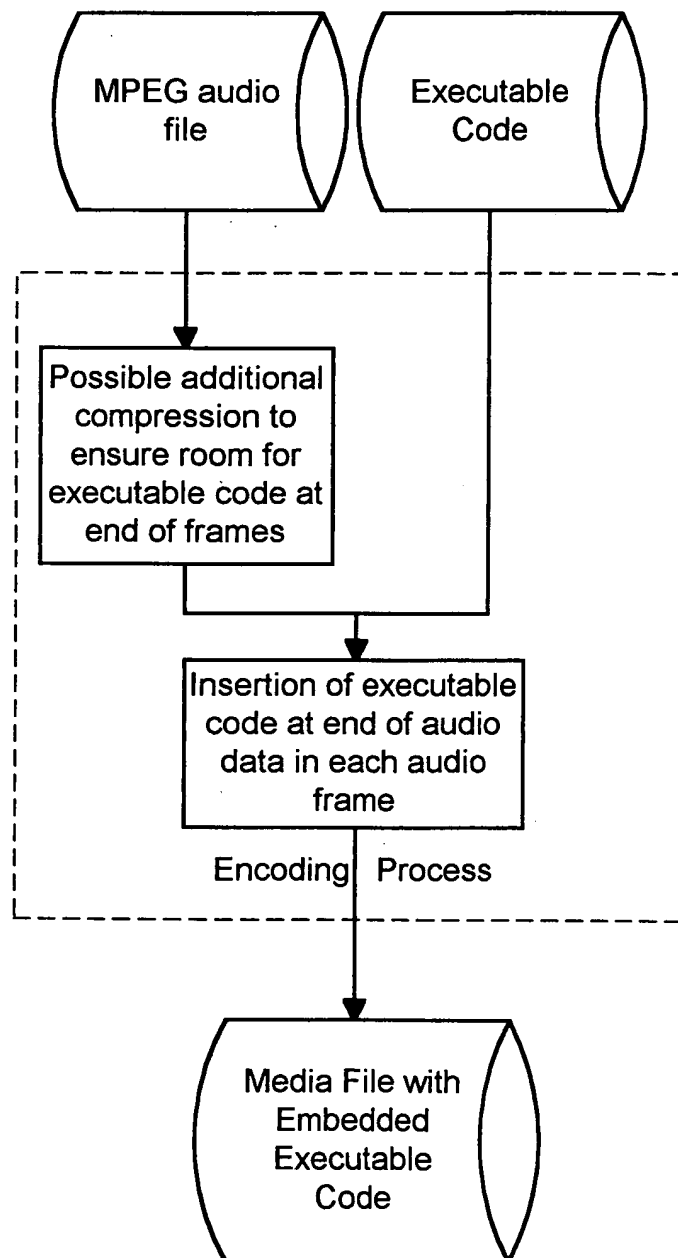 MPEG audio
file
Executable
Code
Possible additional
compression to
ensure room for
executable code at
end of frames
Insertion of executable
code at end of audio
data in each audio
frame
Encoding Process
Media File with
Embedded
Executable
Code